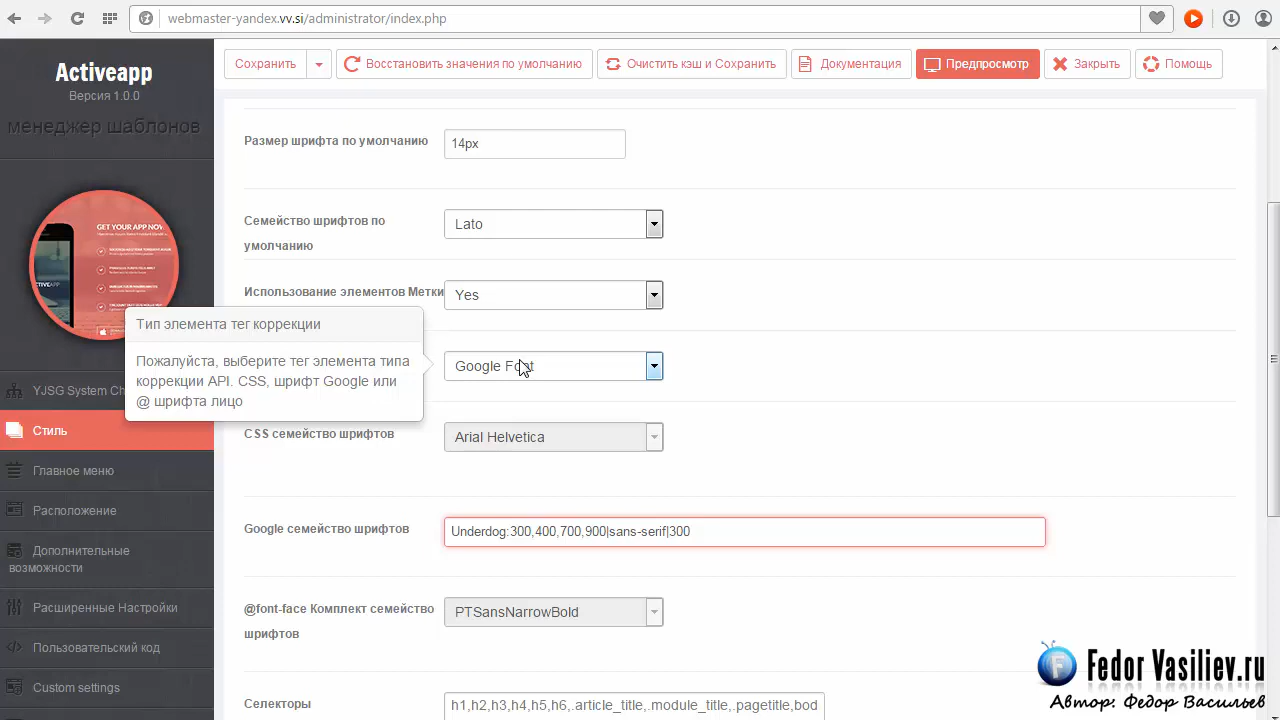 webmaster-yandex.vv.si/administrator/index.php
Activeapp
Версия 1.0.0
менеджер шаблонов
Сохранить
Восстановить значения по умолчанию
Очистить кэш и Сохранить
Документация
Предпросмотр
Закрыть
Помощь
GET YOUR APP NOW
Размер шрифта по умолчанию
14px
Семейство шрифтов по
умолчанию
Lato
Использование элементов Метки
Yes
Тип элемента тег коррекции
Пожалуйста, выберите тег элемента типа
коррекции API. CSS, шрифт Google или
@ шрифта лицо
Google Font
CSS семейство шрифтов
Arial Helvetica
Google семейство шрифтов
Underdog:300,400,700,900|sans-serif|300
@font-face Комплект семейство
шрифтов
PTSansNarrowBold
Селекторы
h1,h2,h3,h4,h5,h6,.article_title,.module_title,.pagetitle,bod
YJSG System Ch
Стиль
Главное меню
Расположение
Дополнительные
возможности
Расширенные Настройки
Пользовательский код
Custom settings
Fedor Vasiliev.ru
Автор: Федор Васильев